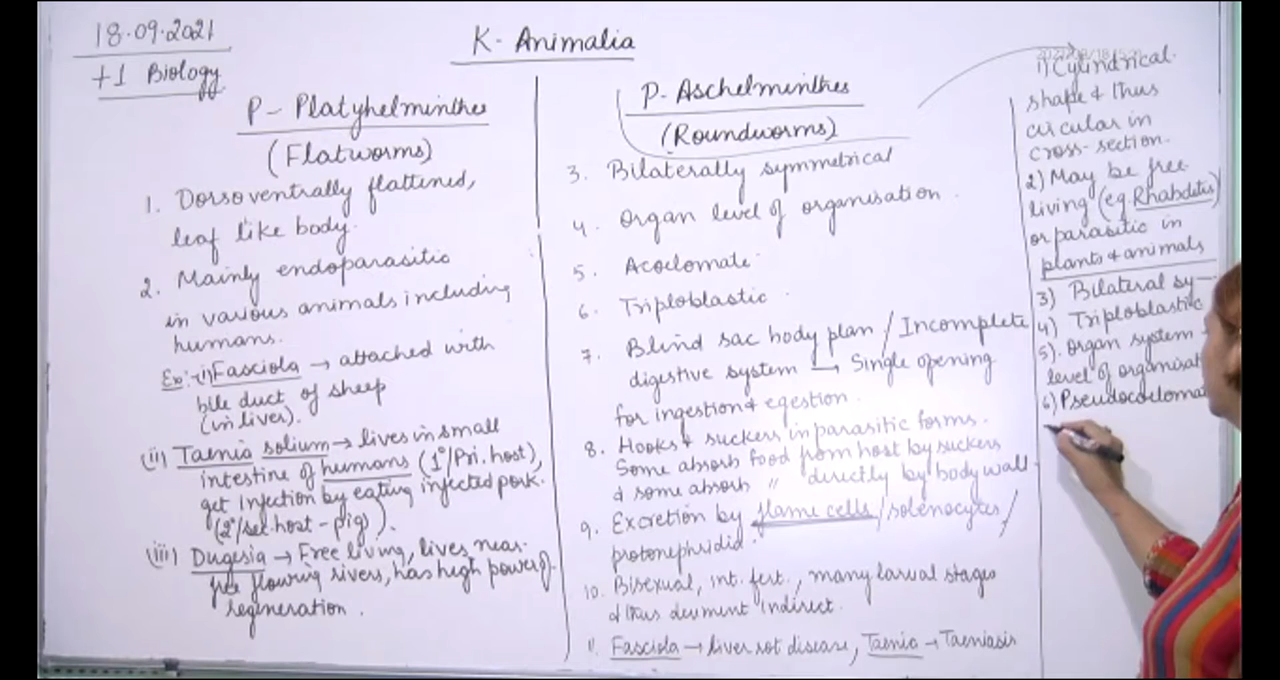 18.09.2021
+1 Biology
K- Animalia
P- Platyhelminthes
(Flatworms)
1. Dorsoventrally flattened,
leaf like body.
2. Mainly endoparasitic
in various animals including
humans.
Ex:- (i) Fasciola → attached with
bile duct of sheep
(in liver).
(ii) Taenia solium → lives in small
intestine of humans (1°/Pri. host),
get injection by eating injected pork.
(2°/sec. host - pig).
(iii) Dugesia → Free living, lives near
free flowing rivers, has high power of
regeneration.
P- Aschelminthes
(Roundworms)
3. Bilaterally symmetrical
4. Organ level of organisation.
5. Acoelomate
6. Triploblastic.
7. Blind sac body plan / Incomplete
digestive system → Single opening
for ingestion & egestion.
8. Hooks & suckers in parasitic forms.
Some absorb food from host by suckers
& some absorb " directly by body wall
9. Excretion by flame cells / solenocytes /
protonephridia.
10. Bisexual, int. fert., many larval stages
& thus devment indirect.
11. Fasciola → liver rot disease, Taenia → Taeniasis
1) Cylindrical
shape & thus
circular in
cross-section.
2) May be free
living (eg. Rhabditis)
or parasitic in
plants & animals
3) Bilateral sy-
4) Triploblastic
5). Organ system
level of organisat
6) Pseudocoelomat